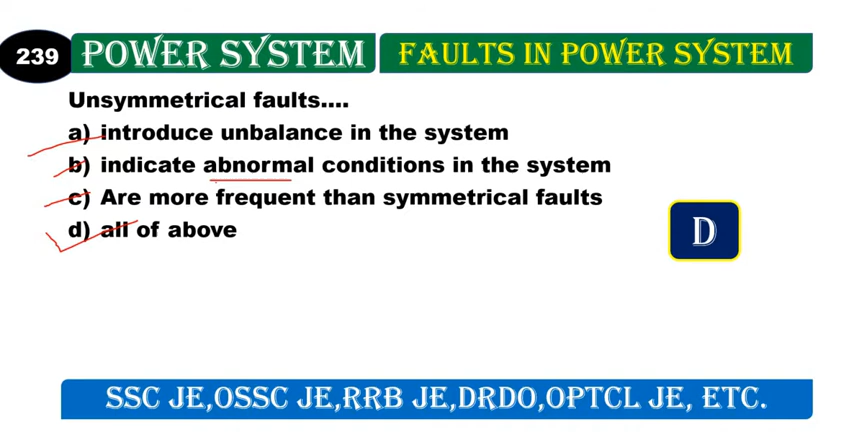 239
POWER SYSTEM
FAULTS IN POWER SYSTEM
Unsymmetrical faults....
a) introduce unbalance in the system
b) indicate abnormal conditions in the system
c) Are more frequent than symmetrical faults
d) all of above
D
SSC JE,OSSC JE,RRB JE,DRDO,OPTCL JE, ETC.